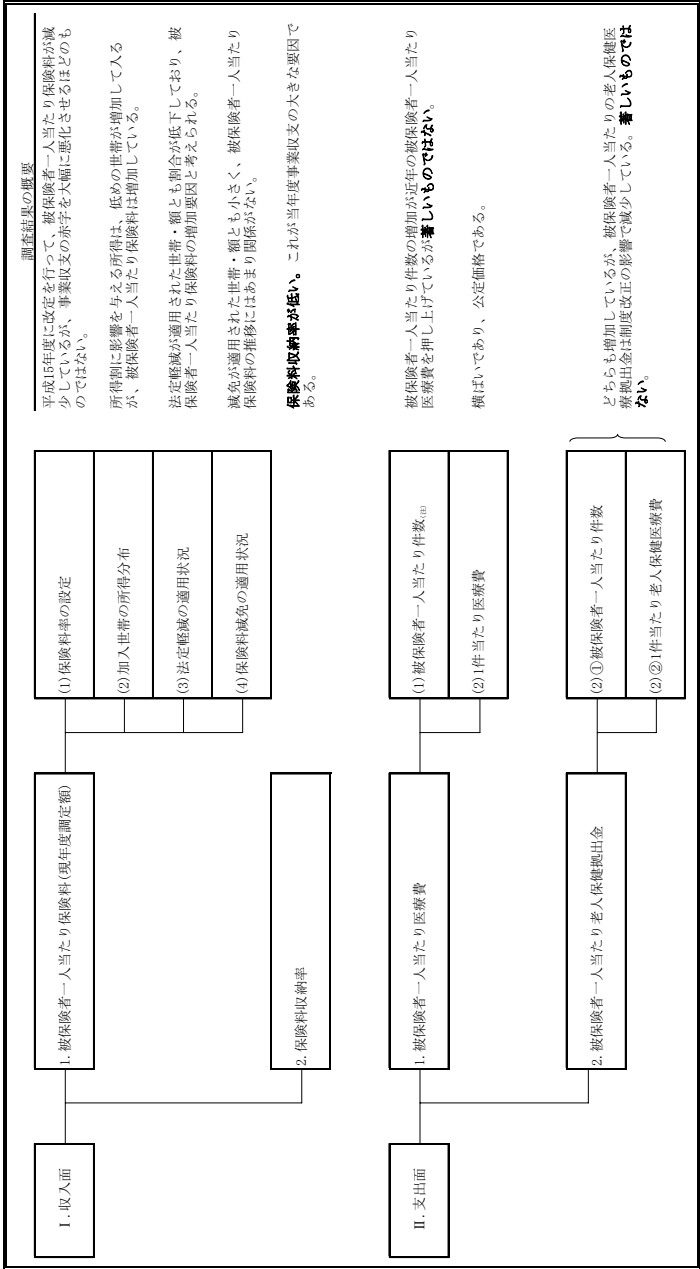 調査結果の概要
Ⅰ.収入面
1.被保険者一人当たり保険料(現年度調定額)
(1)保険料率の設定
平成15年度に改定を行って、被保険者一人当たり保険料が減
少しているが、事業収支の赤字を大幅に悪化させるほどのも
のではない。
(2)加入世帯の所得分布
所得割に影響を与える所得は、低めの世帯が増加して入る
が、被保険者一人当たり保険料は増加している。
(3)法定軽減の適用状況
法定軽減が適用された世帯・額とも割合が低下しており、被
保険者一人当たり保険料の増加要因と考えられる。
(4)保険料減免の適用状況
減免が適用された世帯・額とも小さく、被保険者一人当たり
保険料の推移にはあまり関係がない。
2.保険料収納率
保険料収納率が低い。これが当年度事業収支の大きな要因で
ある。
Ⅱ.支出面
1.被保険者一人当たり医療費
(1)被保険者一人当たり件数(注)
被保険者一人当たり件数の増加が近年の被保険者一人当たり
医療費を押し上げているが著しいものではない。
(2)1件当たり医療費
横ばいであり、公定価格である。
2.被保険者一人当たり老人保健拠出金
(2)①被保険者一人当たり件数
(2)②1件当たり老人保健医療費
どちらも増加しているが、被保険者一人当たりの老人保健医
療拠出金は制度改正の影響で減少している。著しいものでは
ない。